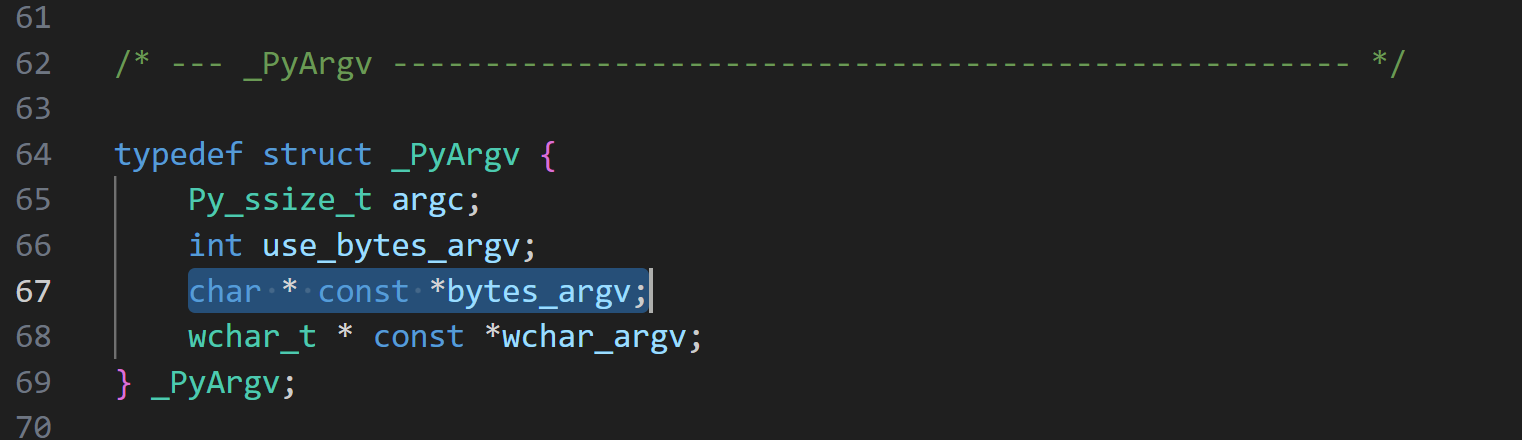 61
62 /* --- _PyArgv ---------------------------------------------------- */
63
64 typedef struct _PyArgv {
65     Py_ssize_t argc;
66     int use_bytes_argv;
67     char * const *bytes_argv;
68     wchar_t * const *wchar_argv;
69 } _PyArgv;
70